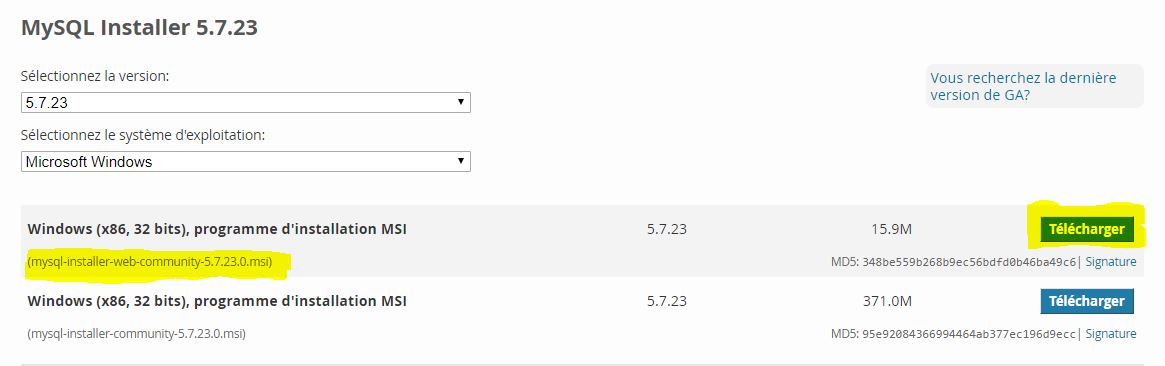 MySQL Installer 5.7.23
Sélectionnez la version:
5.7.23
Vous recherchez la dernière
version de GA?
Sélectionnez le système d'exploitation:
Microsoft Windows
Windows (x86, 32 bits), programme d'installation MSI 5.7.23 15.9M Télécharger
(mysql-installer-web-community-5.7.23.0.msi) MD5: 348be559b268b9ec56bdfd0b46ba49c6| Signature
Windows (x86, 32 bits), programme d'installation MSI 5.7.23 371.0M Télécharger
(mysql-installer-community-5.7.23.0.msi) MD5: 95e92084366994464ab377ec196d9ecc| Signature